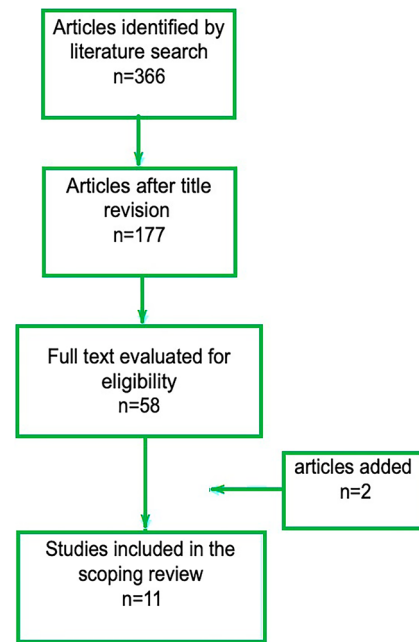 Articles identified by
literature search
n=366
Articles after title
revision
n=177
Full text evaluated for
eligibility
n=58
articles added
n=2
Studies included in the
scoping review
n=11